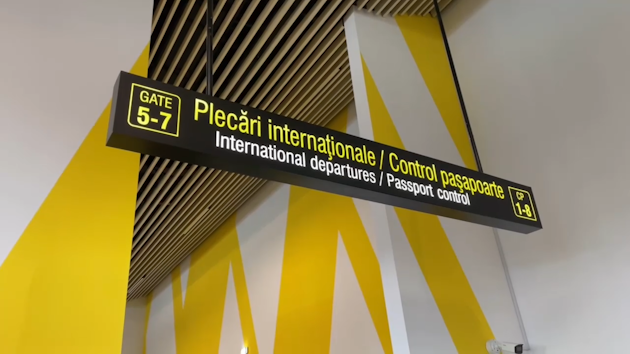 GATE
5-7
Plecări internaţionale / Control paşapoarte
International departures / Passport control
CP
1-8